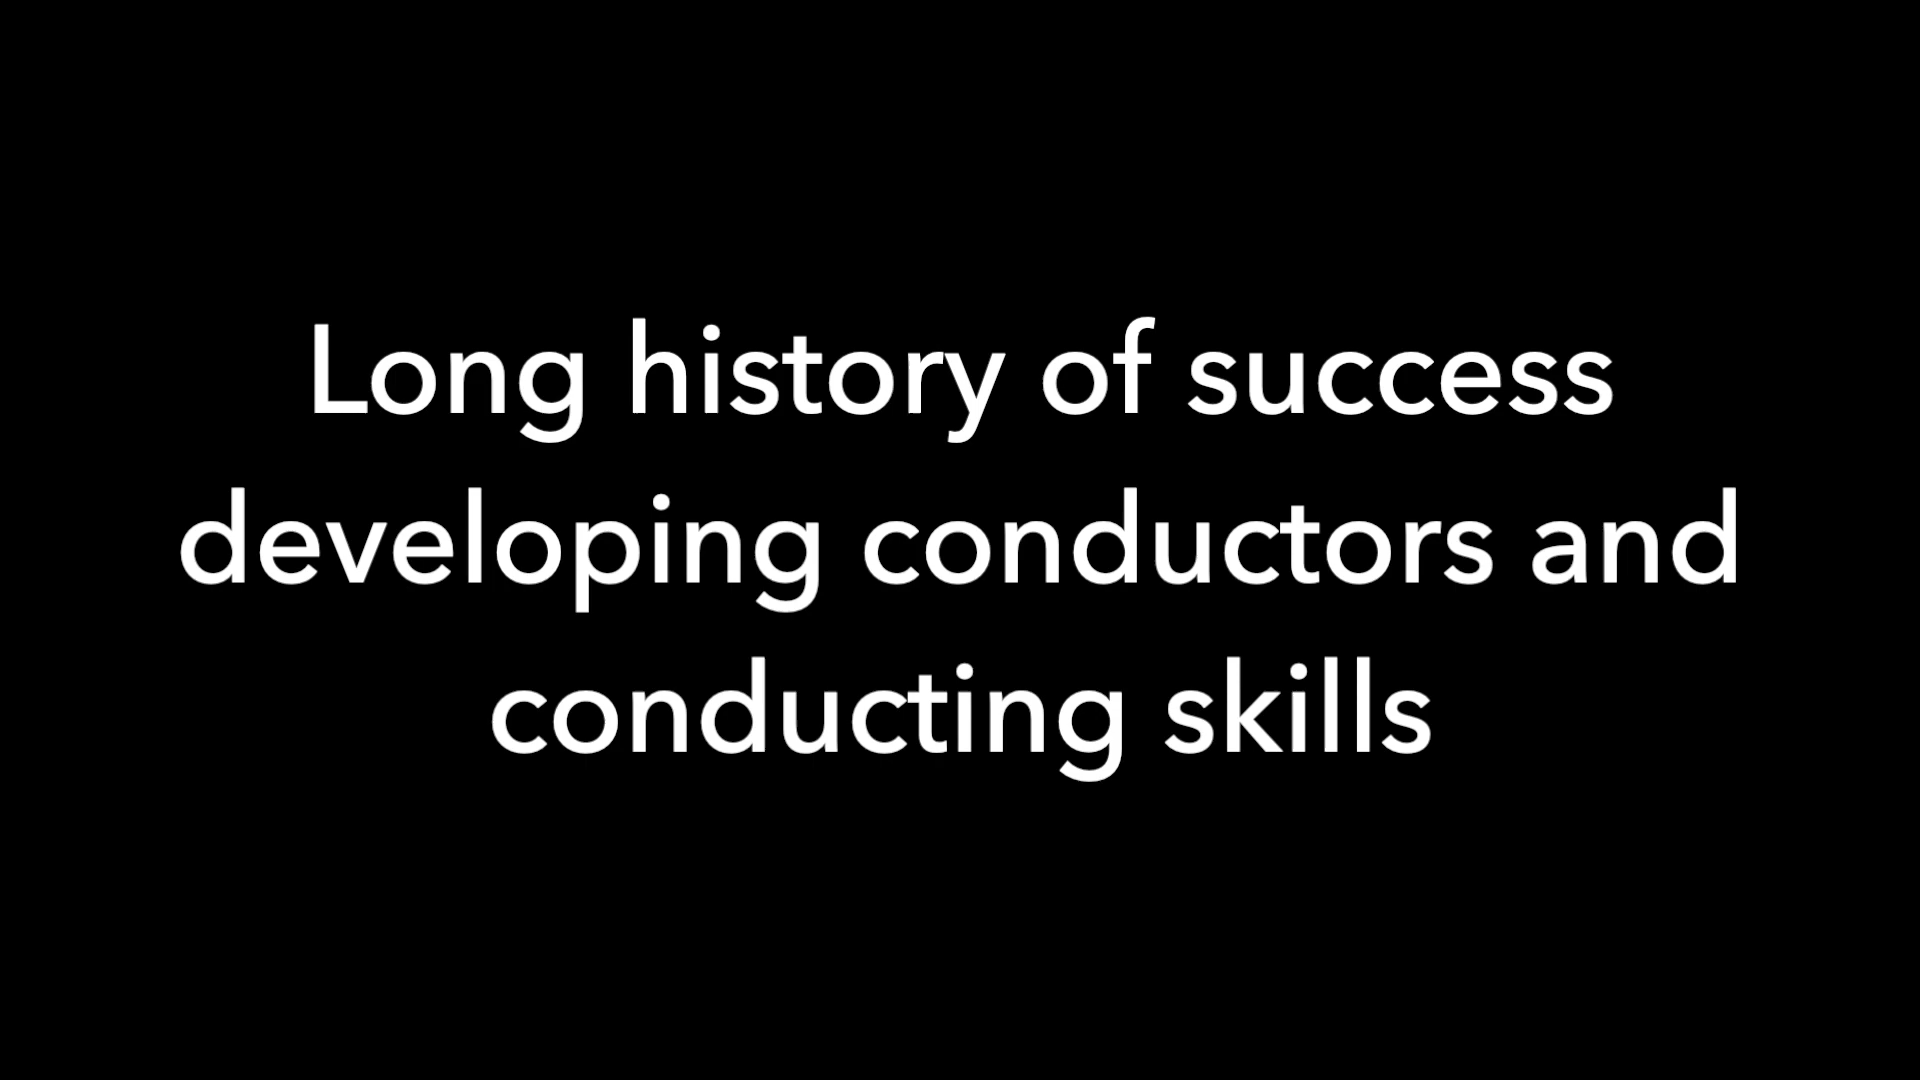 Long history of success
developing conductors and
conducting skills